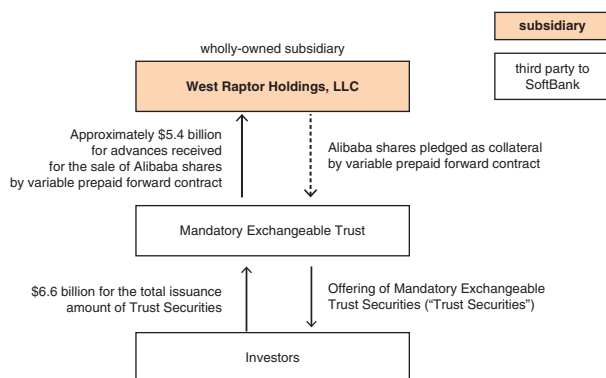 subsidiary
third party to
SoftBank
wholly-owned subsidiary
West Raptor Holdings, LLC
Approximately $5.4 billion
for advances received
for the sale of Alibaba shares
by variable prepaid forward contract
Alibaba shares pledged as collateral
by variable prepaid forward contract
Mandatory Exchangeable Trust
$6.6 billion for the total issuance
amount of Trust Securities
Offering of Mandatory Exchangeable
Trust Securities (“Trust Securities”)
Investors